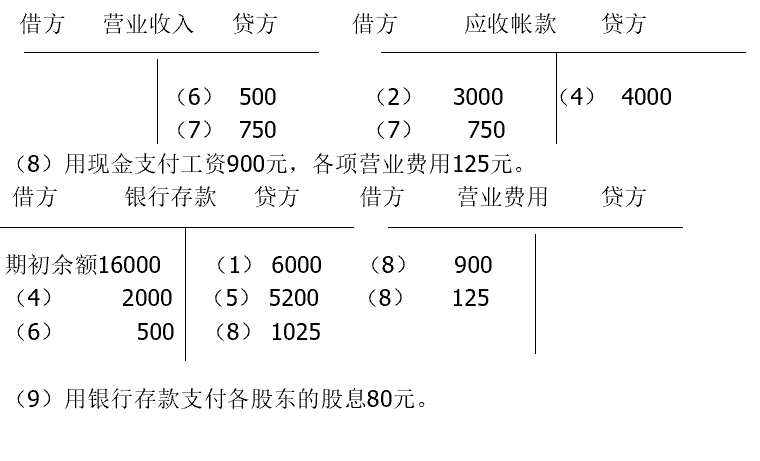 借方 营业收入 贷方 借方 应收帐款 贷方
（6） 500 （2） 3000 （4） 4000
（7） 750 （7） 750
（8）用现金支付工资900元，各项营业费用125元。
借方 银行存款 贷方 借方 营业费用 贷方
期初余额16000 （1） 6000 （8） 900
（4） 2000 （5） 5200 （8） 125
（6） 500 （8） 1025
（9）用银行存款支付各股东的股息80元。